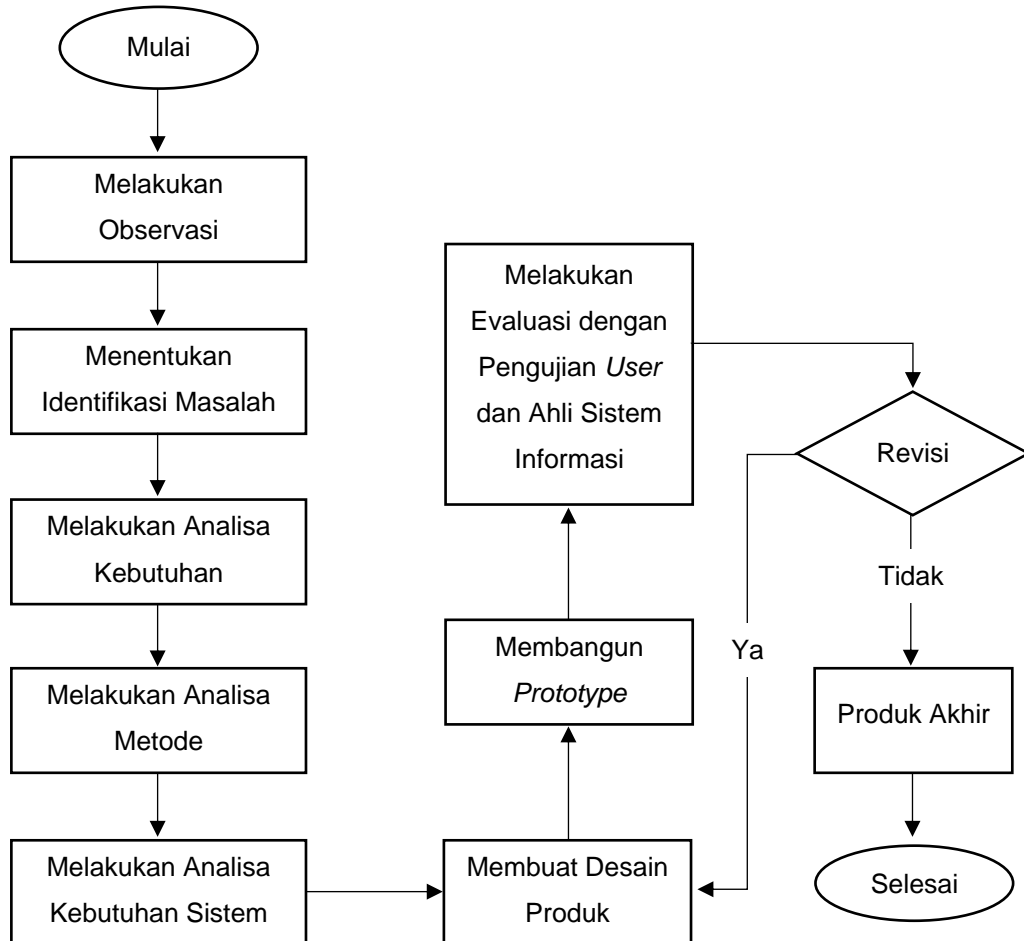 Mulai
Melakukan
Observasi
Menentukan
Identifikasi Masalah
Melakukan Analisa
Kebutuhan
Melakukan Analisa
Metode
Melakukan Analisa
Kebutuhan Sistem
Membuat Desain
Produk
Membangun
Prototype
Melakukan
Evaluasi dengan
Pengujian User
dan Ahli Sistem
Informasi
Revisi
Ya
Tidak
Produk Akhir
Selesai